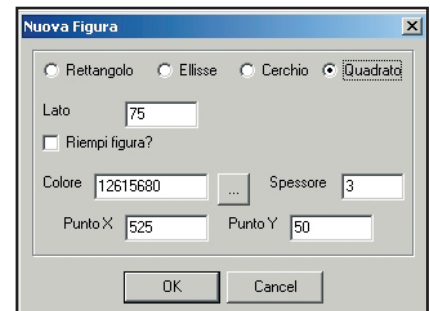 Nuova Figura
Rettangolo Ellisse Cerchio Quadrato
Lato 75
Riempi figura?
Colore 12615680 ... Spessore 3
Punto X 525 Punto Y 50
OK Cancel